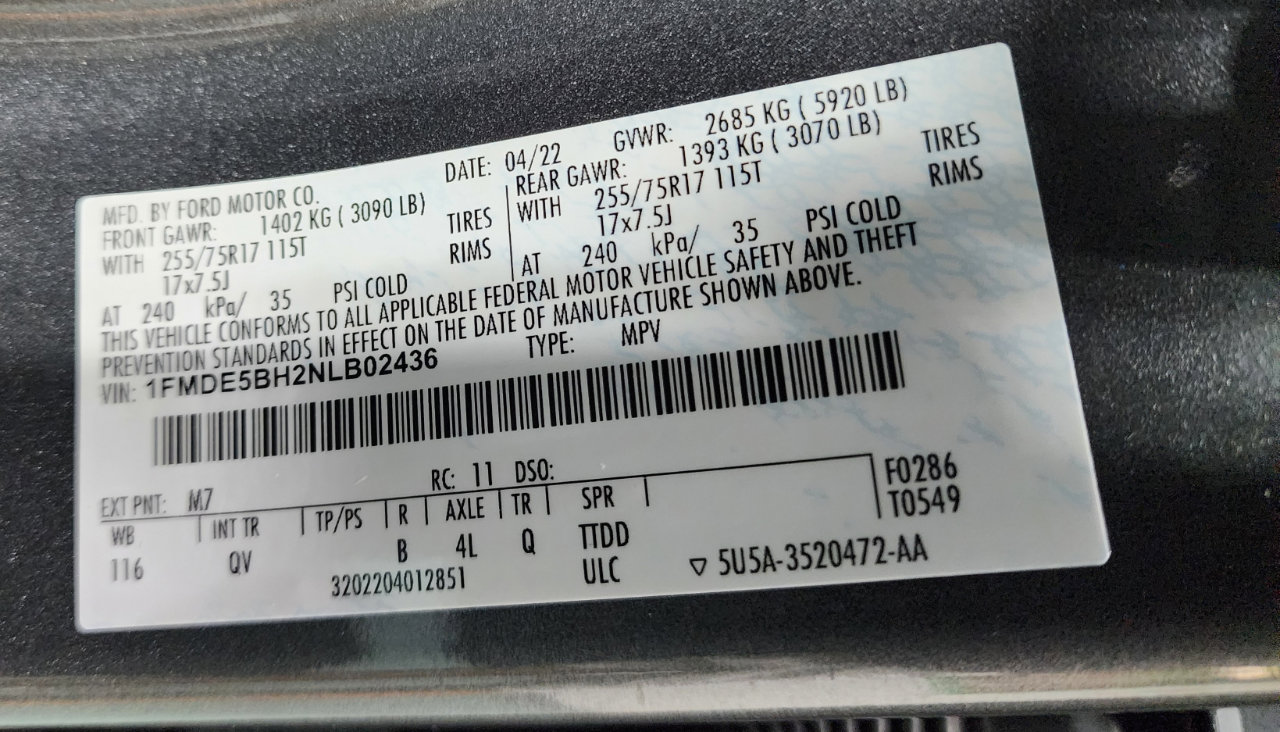 MFD. BY FORD MOTOR CO.
DATE: 04/22 GVWR: 2685 KG ( 5920 LB)
FRONT GAWR: 1402 KG ( 3090 LB) REAR GAWR: 1393 KG ( 3070 LB)
WITH 255/75R17 115T TIRES WITH 255/75R17 115T TIRES
17x7.5J RIMS 17x7.5J RIMS
AT 240 kPa/ 35 PSI COLD AT 240 kPa/ 35 PSI COLD
THIS VEHICLE CONFORMS TO ALL APPLICABLE FEDERAL MOTOR VEHICLE SAFETY AND THEFT
PREVENTION STANDARDS IN EFFECT ON THE DATE OF MANUFACTURE SHOWN ABOVE.
VIN: 1FMDE5BH2NLB02436 TYPE: MPV
EXT PNT: M7 RC: 11 DSO: F0286
WB INT TR TP/PS R AXLE TR SPR T0549
116 QV B 4L Q TTDD
3202204012851 ULC ▽ 5U5A-3520472-AA